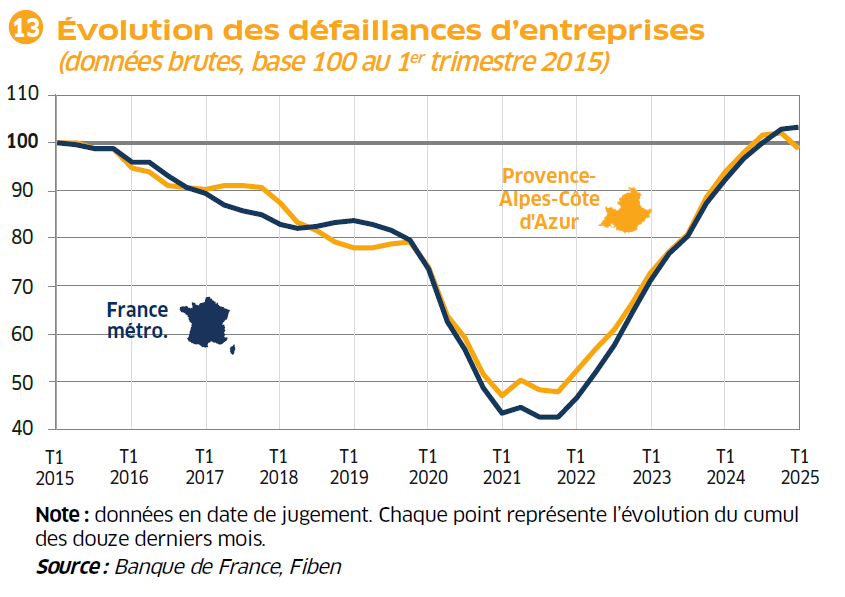 13 Évolution des défaillances d'entreprises
(données brutes, base 100 au 1er trimestre 2015)
110
100
90
80
70
60
50
40
Provence-
Alpes-Côte
d'Azur
France
métro.
T1 T1 T1 T1 T1 T1 T1 T1 T1 T1 T1
2015 2016 2017 2018 2019 2020 2021 2022 2023 2024 2025
Note : données en date de jugement. Chaque point représente l'évolution du cumul
des douze derniers mois.
Source : Banque de France, Fiben